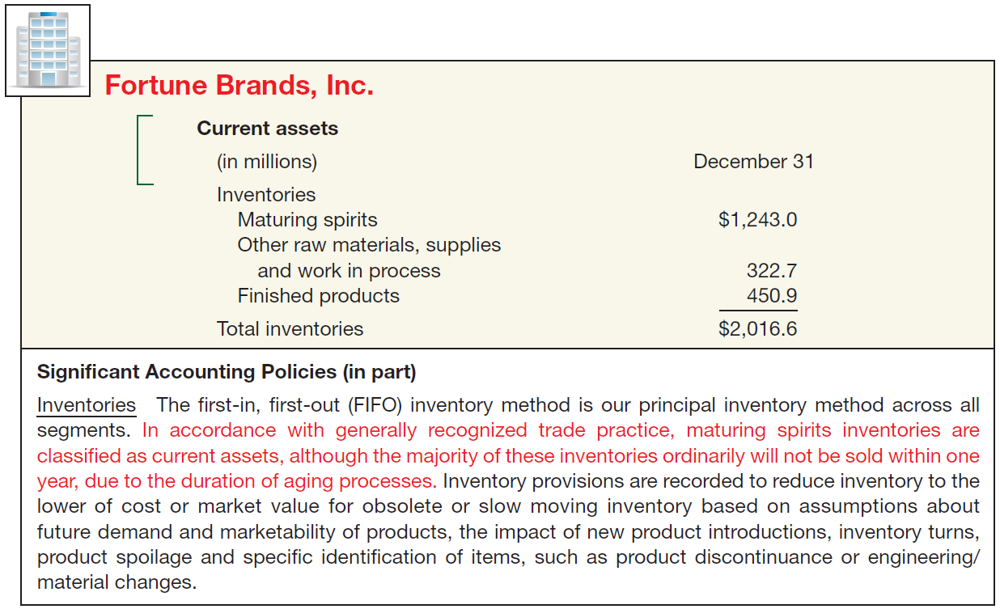 Fortune Brands, Inc.
Current assets
(in millions) December 31
Inventories
Maturing spirits $1,243.0
Other raw materials, supplies
and work in process 322.7
Finished products 450.9
Total inventories $2,016.6
Significant Accounting Policies (in part)
Inventories The first-in, first-out (FIFO) inventory method is our principal inventory method across all
segments. In accordance with generally recognized trade practice, maturing spirits inventories are
classified as current assets, although the majority of these inventories ordinarily will not be sold within one
year, due to the duration of aging processes. Inventory provisions are recorded to reduce inventory to the
lower of cost or market value for obsolete or slow moving inventory based on assumptions about
future demand and marketability of products, the impact of new product introductions, inventory turns,
product spoilage and specific identification of items, such as product discontinuance or engineering/
material changes.